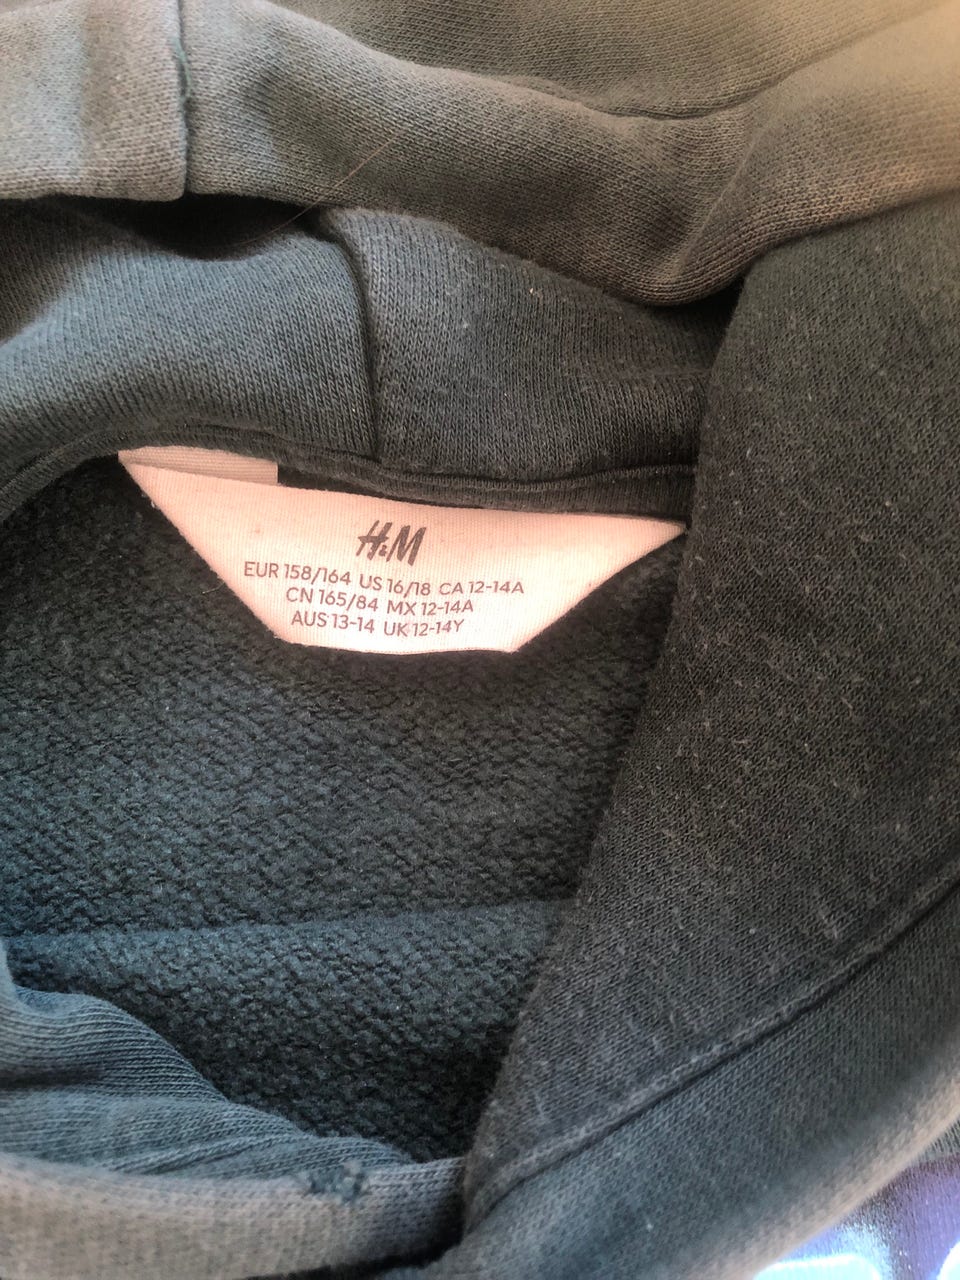 H&M
EUR 158/164 US 16/18 CA 12-14A
CN 165/84 MX 12-14A
AUS 13-14 UK 12-14Y